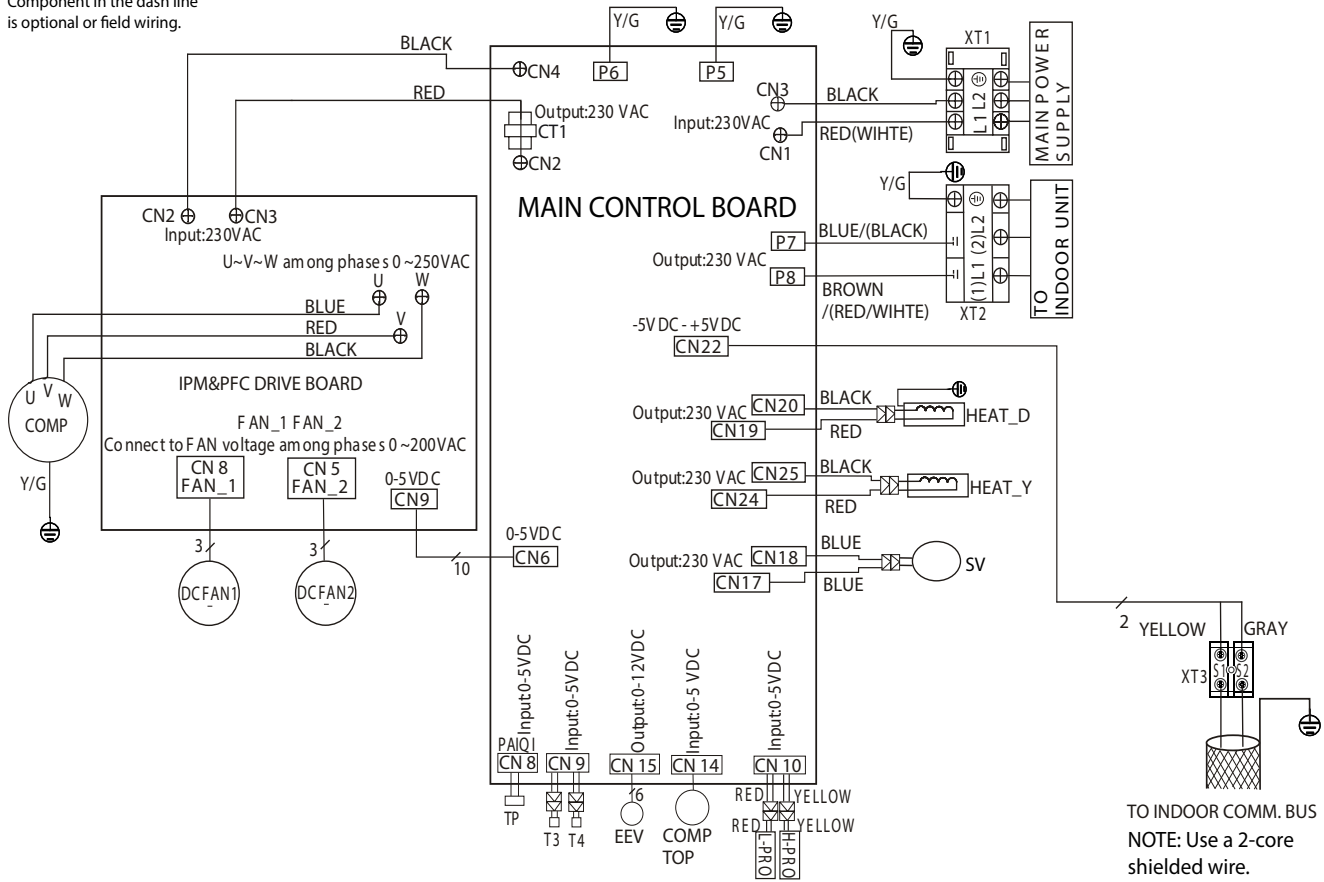 Component in the dash line
is optional or field wiring.
BLACK
RED
Y/G
Y/G
Y/G
XT1
MAIN POWER
SUPPLY
CN4
P6
P5
CN3
BLACK
L1 L2
Output:230 VAC
CT1
Input:230VAC
RED(WIHTE)
CN1
CN2
MAIN CONTROL BOARD
Y/G
CN2
CN3
Input:230VAC
P7
BLUE/(BLACK)
Output:230 VAC
P8
BROWN
/(RED/WIHTE)
(1)L1 (2)L2
XT2
TO
INDOOR UNIT
U~V~W among phases 0 ~250VAC
U
W
V
BLUE
RED
BLACK
-5VDC - +5VDC
CN22
U V W
COMP
Y/G
IPM&PFC DRIVE BOARD
FAN_1 FAN_2
Connect to FAN voltage among phases 0 ~200VAC
CN 8
FAN_1
CN 5
FAN_2
0-5VDC
CN9
Output:230 VAC
CN20
BLACK
CN19
RED
HEAT_D
Output:230 VAC
CN25
BLACK
CN24
RED
HEAT_Y
0-5VDC
CN6
10
3
3
DC_FAN1
DC_FAN2
Output:230 VAC
CN18
BLUE
CN17
BLUE
SV
2
YELLOW
GRAY
XT3
S1
S2
Input:0-5VDC
Input:0-5VDC
Output:0-12VDC
Input:0-5 VDC
Input:0-5VDC
PAIQI
CN 8
CN 9
CN 15
CN 14
CN 10
TP
T3
T4
6
EEV
COMP
TOP
RED
YELLOW
RED
YELLOW
L-PRO
H-PRO
TO INDOOR COMM. BUS
NOTE: Use a 2-core
shielded wire.